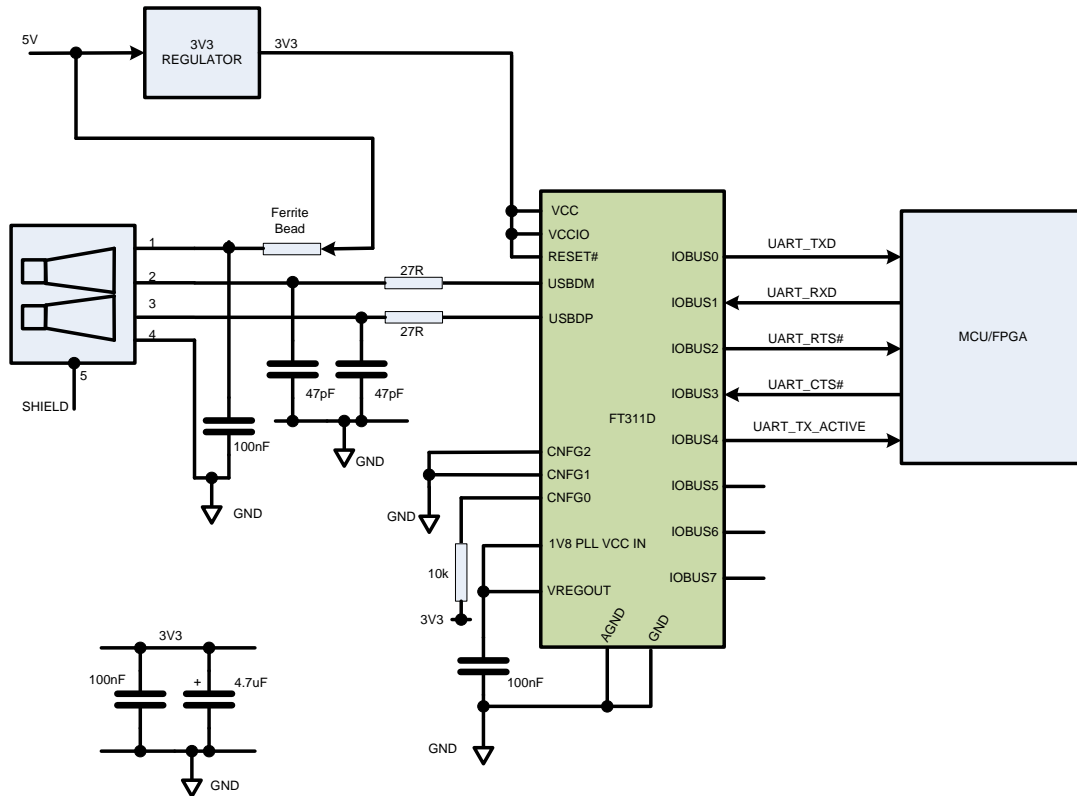 5V
3V3
REGULATOR
3V3
Ferrite
Bead
1
2
3
4
5
SHIELD
27R
27R
47pF
47pF
100nF
GND
GND
VCC
VCCIO
RESET#
USBDM
USBDP
CNFG2
CNFG1
CNFG0
1V8 PLL VCC IN
VREGOUT
AGND
GND
FT311D
IOBUS0
IOBUS1
IOBUS2
IOBUS3
IOBUS4
IOBUS5
IOBUS6
IOBUS7
UART_TXD
UART_RXD
UART_RTS#
UART_CTS#
UART_TX_ACTIVE
MCU/FPGA
GND
10k
3V3
100nF
GND
3V3
100nF
+
4.7uF
GND